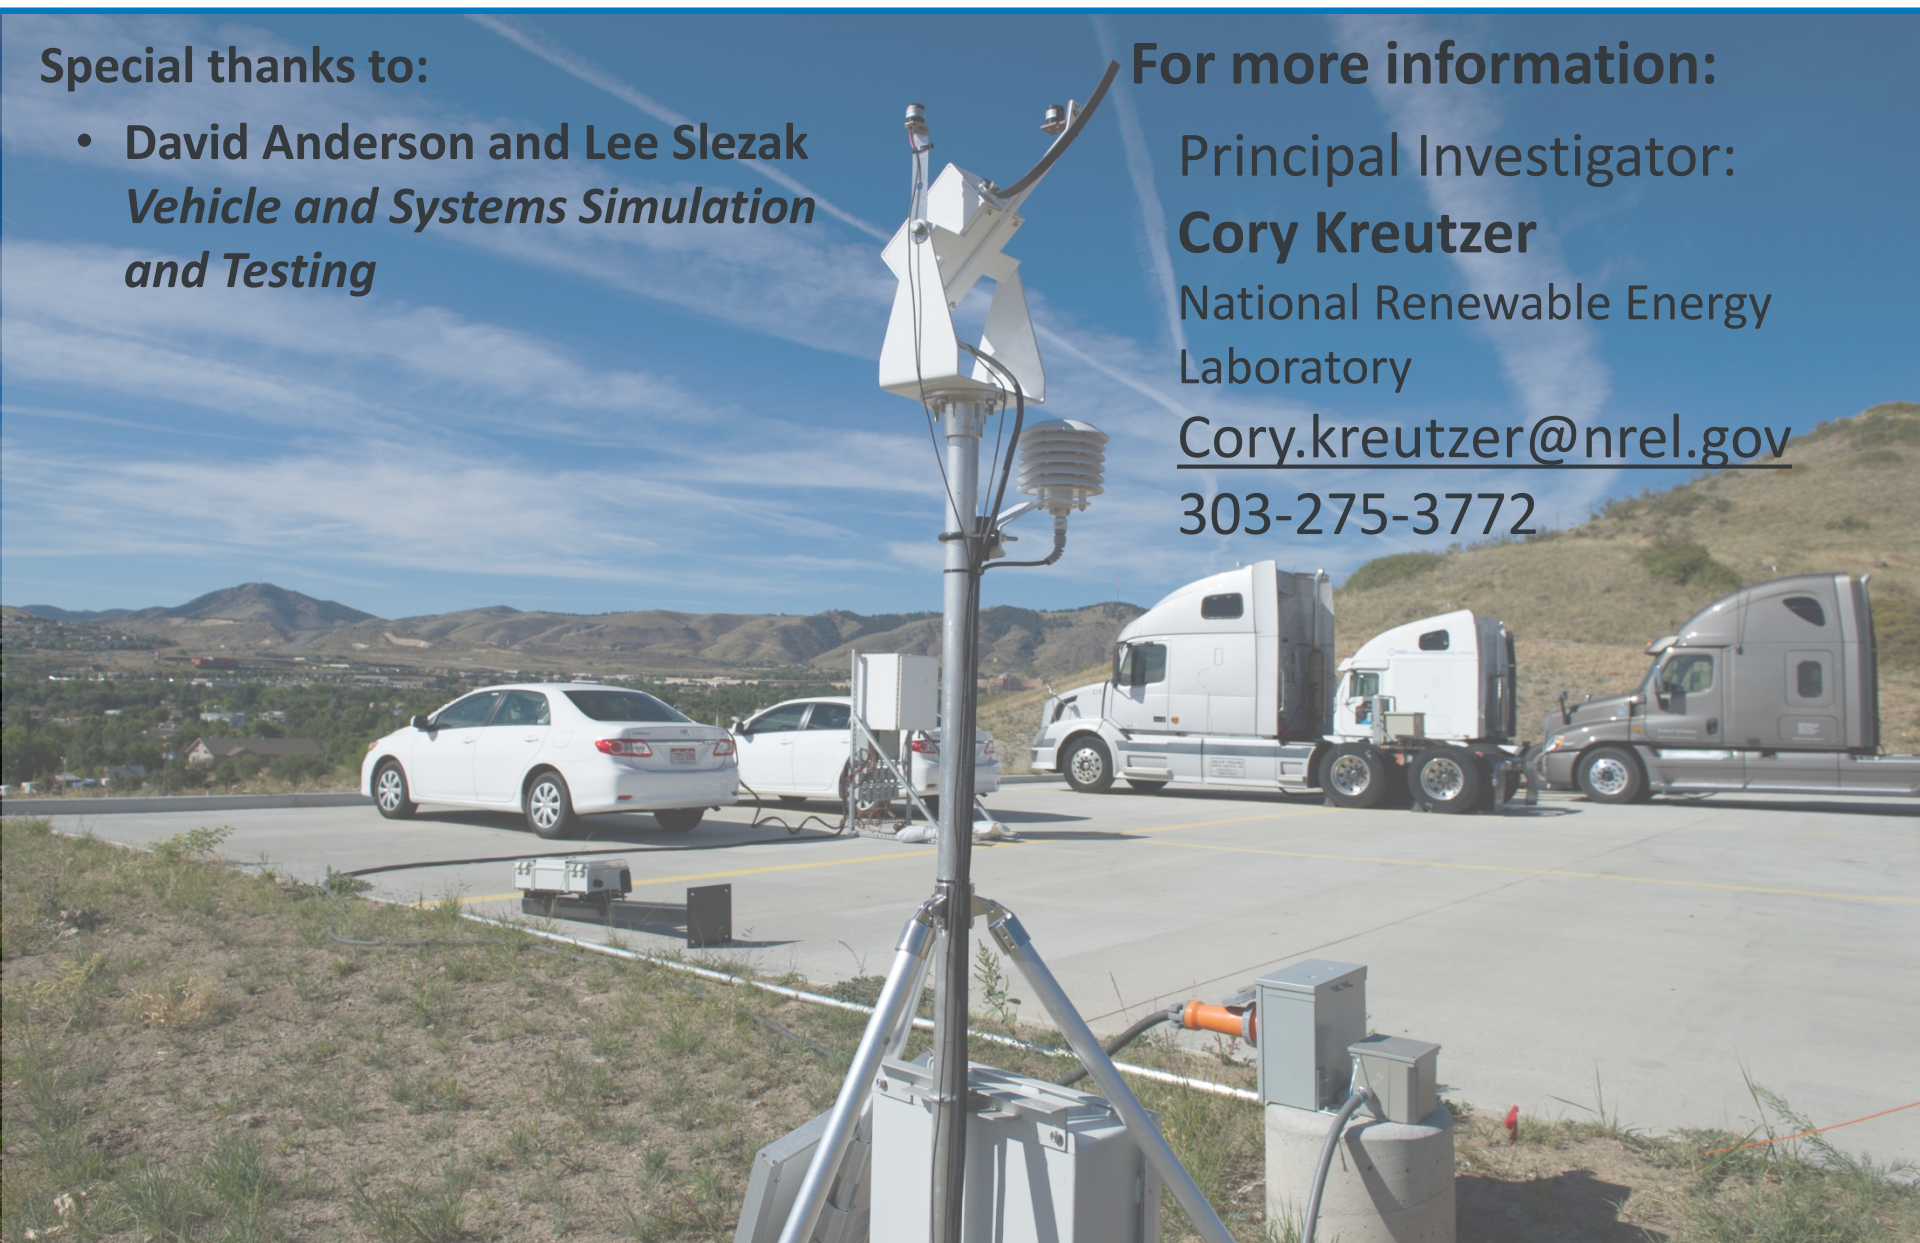 Special thanks to:
• David Anderson and Lee Slezak
Vehicle and Systems Simulation
and Testing
For more information:
Principal Investigator:
Cory Kreutzer
National Renewable Energy
Laboratory
Cory.kreutzer@nrel.gov
303-275-3772